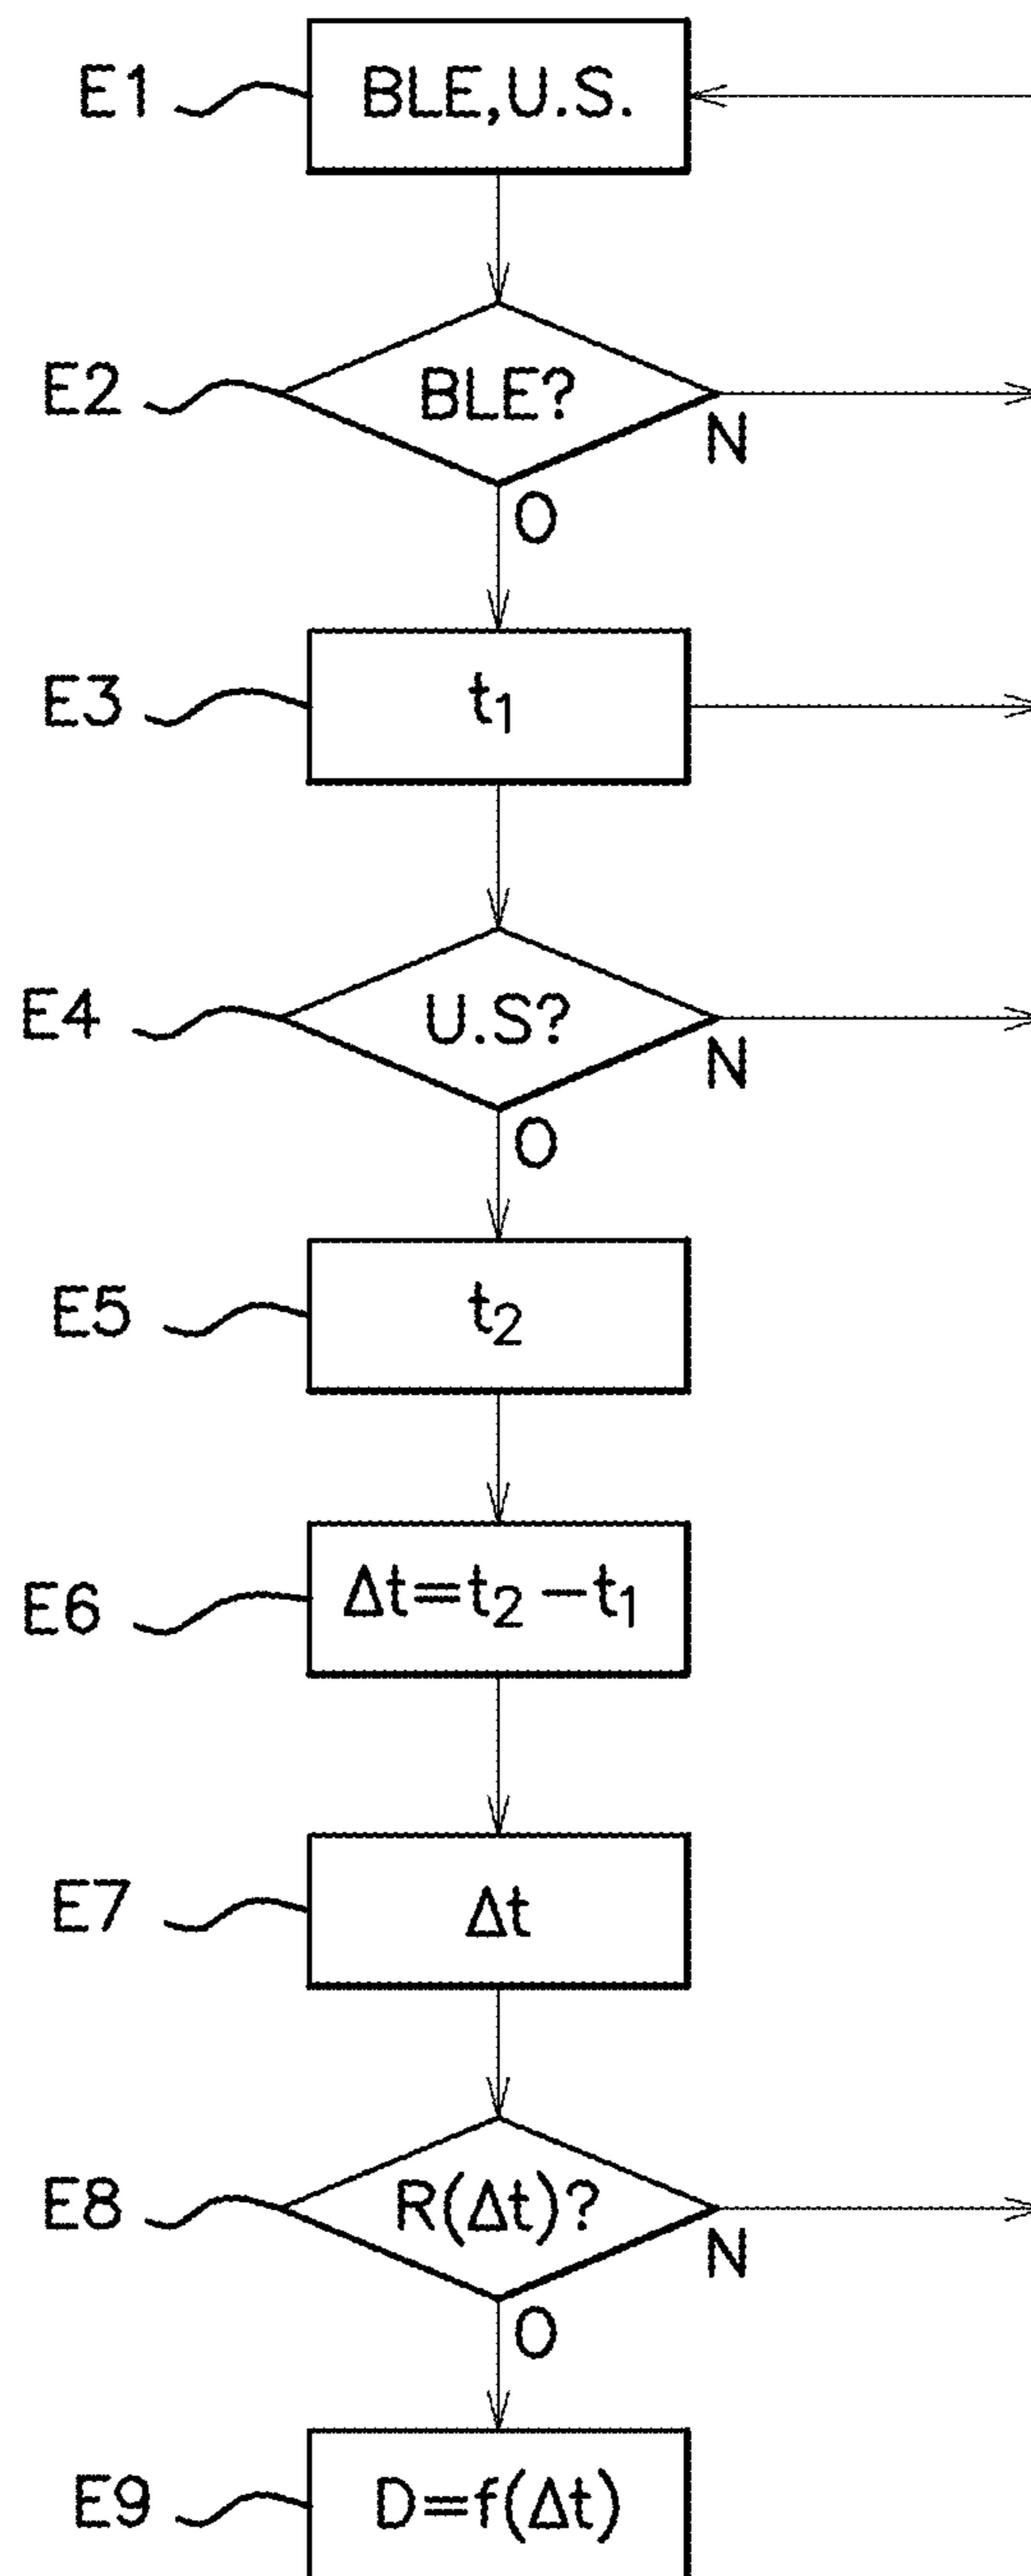 E1 BLE,U.S.
E2 BLE?
N
O
E3 t₁
E4 U.S?
N
O
E5 t₂
E6 Δt=t₂−t₁
E7 Δt
E8 R(Δt)?
N
O
E9 D=f(Δt)